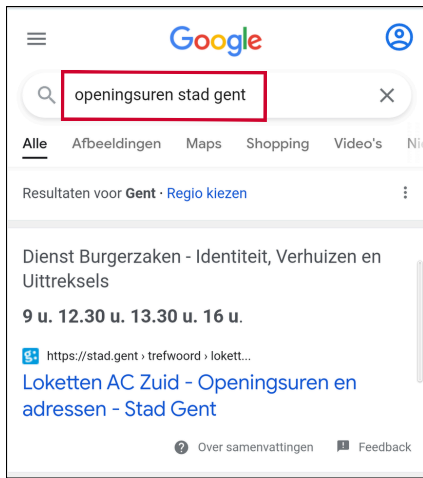 Google
openingsuren stad gent
Alle Afbeeldingen Maps Shopping Video's
Resultaten voor Gent · Regio kiezen
Dienst Burgerzaken - Identiteit, Verhuizen en
Uittreksels
9 u. 12.30 u. 13.30 u. 16 u.
g: https://stad.gent › trefwoord › lokett...
Loketten AC Zuid - Openingsuren en
adressen - Stad Gent
Over samenvattingen Feedback